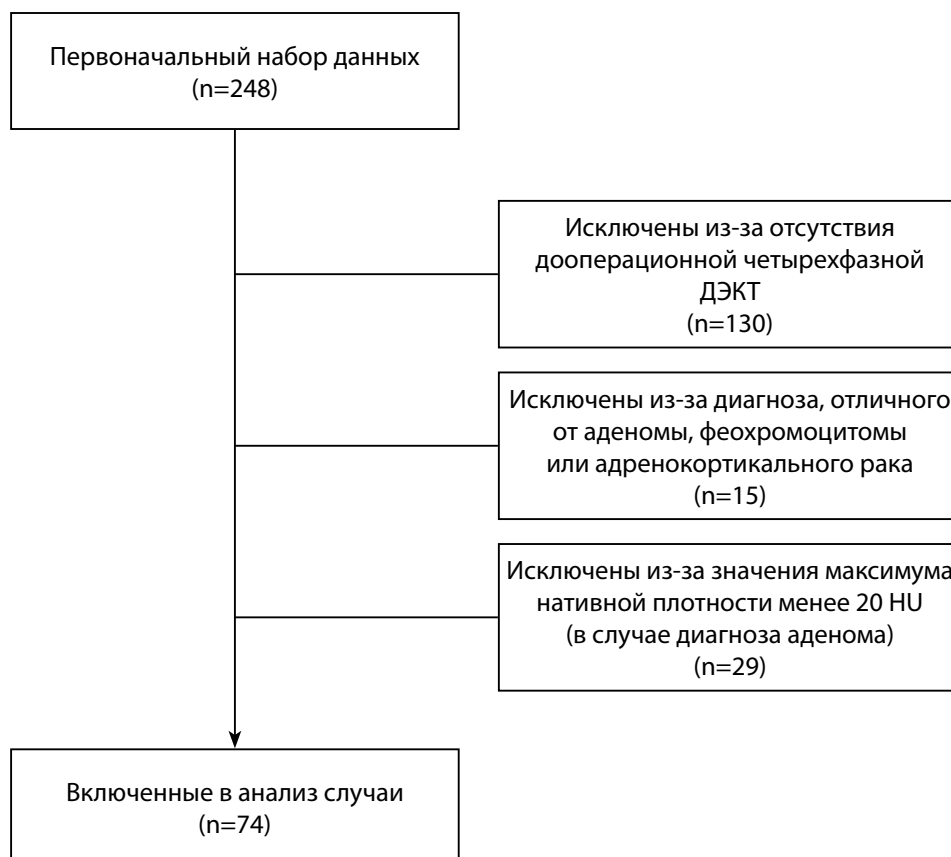 Первоначальный набор данных
(n=248)
Исключены из-за отсутствия
дооперационной четырехфазной
ДЭКТ
(n=130)
Исключены из-за диагноза, отличного
от аденомы, феохромоцитомы
или адренокортикального рака
(n=15)
Исключены из-за значения максимума
нативной плотности менее 20 HU
(в случае диагноза аденома)
(n=29)
Включенные в анализ случаи
(n=74)